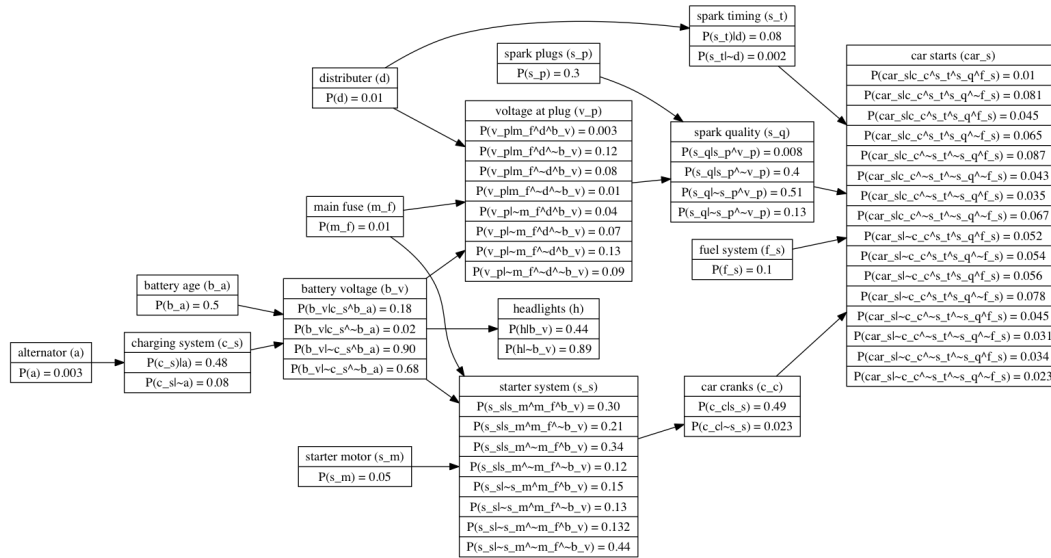 spark timing (s_t)
P(s_t)|d) = 0.08
P(s_t|~d) = 0.002
spark plugs (s_p)
P(s_p) = 0.3
distributer (d)
P(d) = 0.01
voltage at plug (v_p)
P(v_p|m_f^d^b_v) = 0.003
P(v_p|m_f^d^~b_v) = 0.12
P(v_p|m_f^~d^b_v) = 0.08
P(v_p|m_f^~d^~b_v) = 0.01
P(v_p|~m_f^d^b_v) = 0.04
P(v_p|~m_f^d^~b_v) = 0.07
P(v_p|~m_f^~d^b_v) = 0.13
P(v_p|~m_f^~d^~b_v) = 0.09
spark quality (s_q)
P(s_q|s_p^v_p) = 0.008
P(s_q|s_p^~v_p) = 0.4
P(s_q|~s_p^v_p) = 0.51
P(s_q|~s_p^~v_p) = 0.13
car starts (car_s)
P(car_s|c_c^s_t^s_q^f_s) = 0.01
P(car_s|c_c^s_t^s_q^~f_s) = 0.081
P(car_s|c_c^s_t^~s_q^f_s) = 0.045
P(car_s|c_c^s_t^~s_q^~f_s) = 0.065
P(car_s|c_c^~s_t^~s_q^f_s) = 0.087
P(car_s|c_c^~s_t^~s_q^~f_s) = 0.043
P(car_s|c_c^~s_t^~s_q^f_s) = 0.035
P(car_s|c_c^~s_t^~s_q^~f_s) = 0.067
P(car_s|~c_c^s_t^s_q^f_s) = 0.052
P(car_s|~c_c^s_t^s_q^~f_s) = 0.054
P(car_s|~c_c^s_t^~s_q^f_s) = 0.056
P(car_s|~c_c^s_t^~s_q^~f_s) = 0.078
P(car_s|~c_c^~s_t^~s_q^f_s) = 0.045
P(car_s|~c_c^~s_t^~s_q^~f_s) = 0.031
P(car_s|~c_c^~s_t^~s_q^f_s) = 0.034
P(car_s|~c_c^~s_t^~s_q^~f_s) = 0.023
main fuse (m_f)
P(m_f) = 0.01
fuel system (f_s)
P(f_s) = 0.1
battery age (b_a)
P(b_a) = 0.5
battery voltage (b_v)
P(b_v|c_s^b_a) = 0.18
P(b_v|c_s^~b_a) = 0.02
P(b_v|~c_s^b_a) = 0.90
P(b_v|~c_s^~b_a) = 0.68
headlights (h)
P(h|b_v) = 0.44
P(h|~b_v) = 0.89
alternator (a)
P(a) = 0.003
charging system (c_s)
P(c_s)|a) = 0.48
P(c_s|~a) = 0.08
starter system (s_s)
P(s_s|s_m^m_f^b_v) = 0.30
P(s_s|s_m^m_f^~b_v) = 0.21
P(s_s|s_m^~m_f^b_v) = 0.34
P(s_s|s_m^~m_f^~b_v) = 0.12
P(s_s|~s_m^m_f^b_v) = 0.15
P(s_s|~s_m^m_f^~b_v) = 0.13
P(s_s|~s_m^~m_f^b_v) = 0.132
P(s_s|~s_m^~m_f^~b_v) = 0.44
car cranks (c_c)
P(c_c|s_s) = 0.49
P(c_c|~s_s) = 0.023
starter motor (s_m)
P(s_m) = 0.05